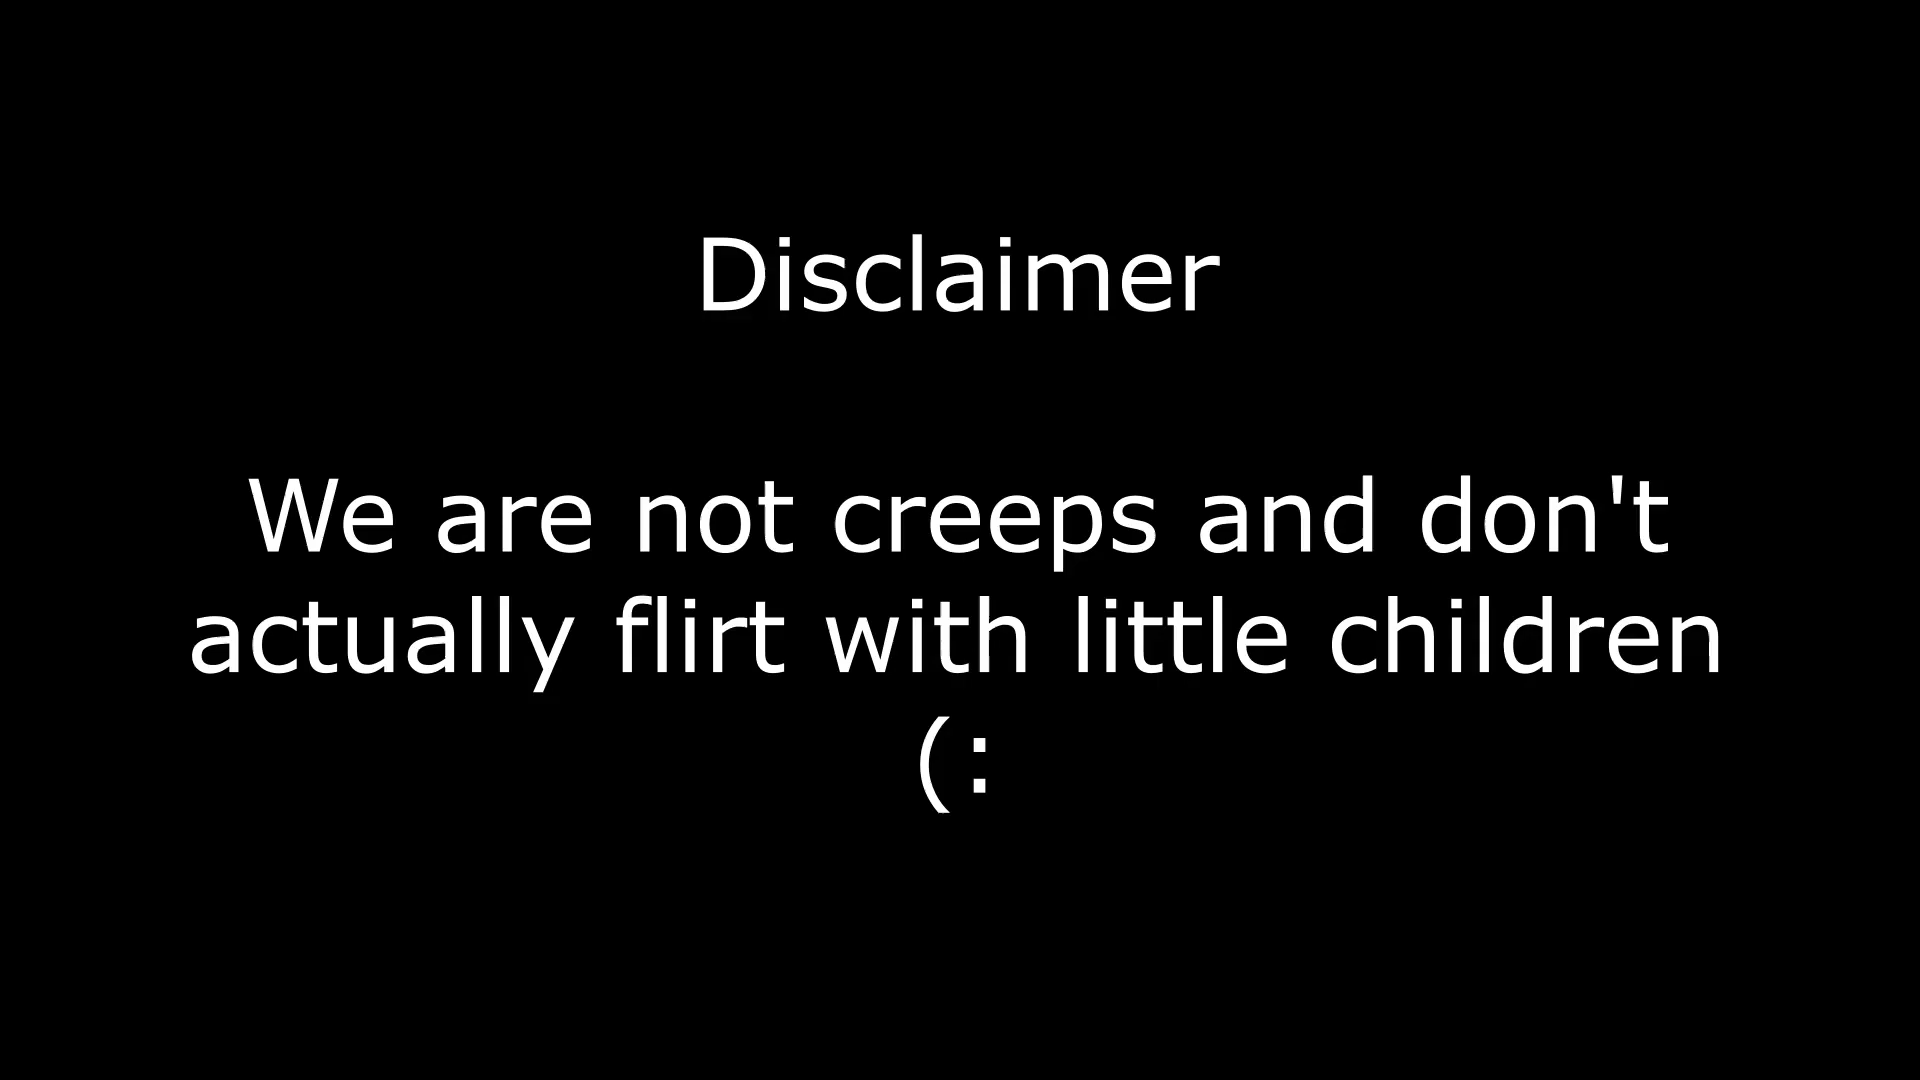 Disclaimer
We are not creeps and don't
actually flirt with little children
(: